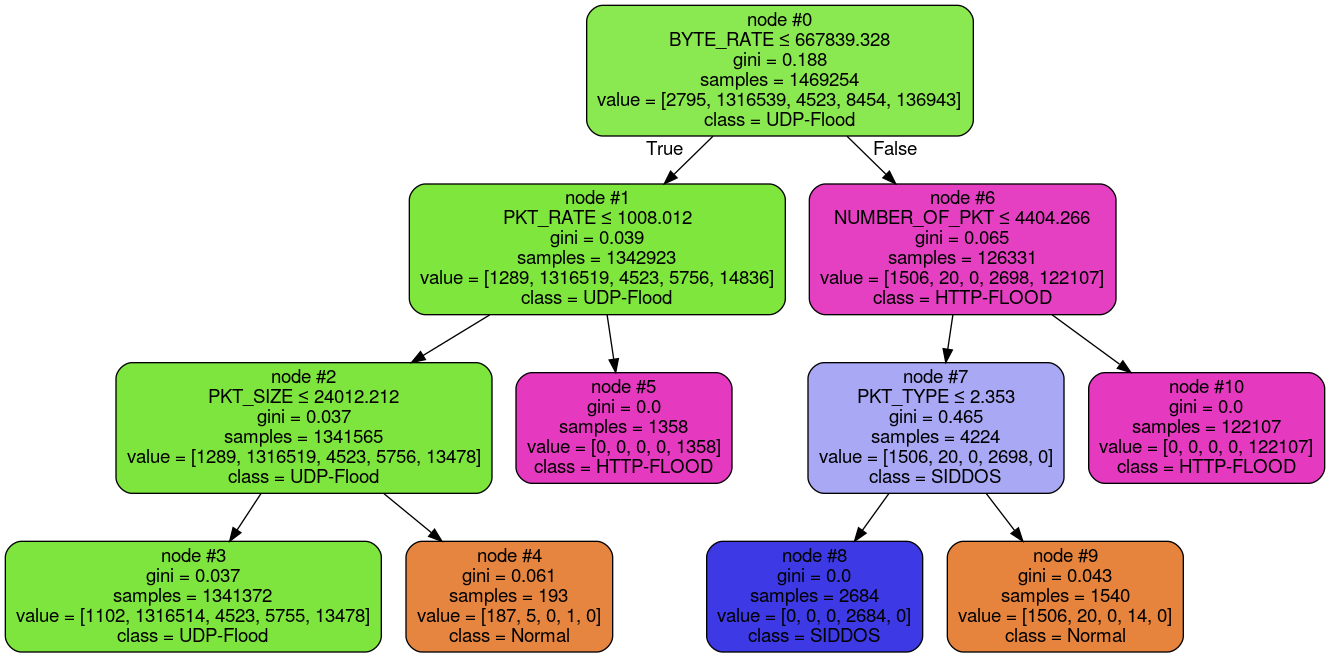 node #0
BYTE_RATE ≤ 667839.328
gini = 0.188
samples = 1469254
value = [2795, 1316539, 4523, 8454, 136943]
class = UDP-Flood
True
False
node #1
PKT_RATE ≤ 1008.012
gini = 0.039
samples = 1342923
value = [1289, 1316519, 4523, 5756, 14836]
class = UDP-Flood
node #6
NUMBER_OF_PKT ≤ 4404.266
gini = 0.065
samples = 126331
value = [1506, 20, 0, 2698, 122107]
class = HTTP-FLOOD
node #2
PKT_SIZE ≤ 24012.212
gini = 0.037
samples = 1341565
value = [1289, 1316519, 4523, 5756, 13478]
class = UDP-Flood
node #5
gini = 0.0
samples = 1358
value = [0, 0, 0, 0, 1358]
class = HTTP-FLOOD
node #7
PKT_TYPE ≤ 2.353
gini = 0.465
samples = 4224
value = [1506, 20, 0, 2698, 0]
class = SIDDOS
node #10
gini = 0.0
samples = 122107
value = [0, 0, 0, 0, 122107]
class = HTTP-FLOOD
node #3
gini = 0.037
samples = 1341372
value = [1102, 1316514, 4523, 5755, 13478]
class = UDP-Flood
node #4
gini = 0.061
samples = 193
value = [187, 5, 0, 1, 0]
class = Normal
node #8
gini = 0.0
samples = 2684
value = [0, 0, 0, 2684, 0]
class = SIDDOS
node #9
gini = 0.043
samples = 1540
value = [1506, 20, 0, 14, 0]
class = Normal